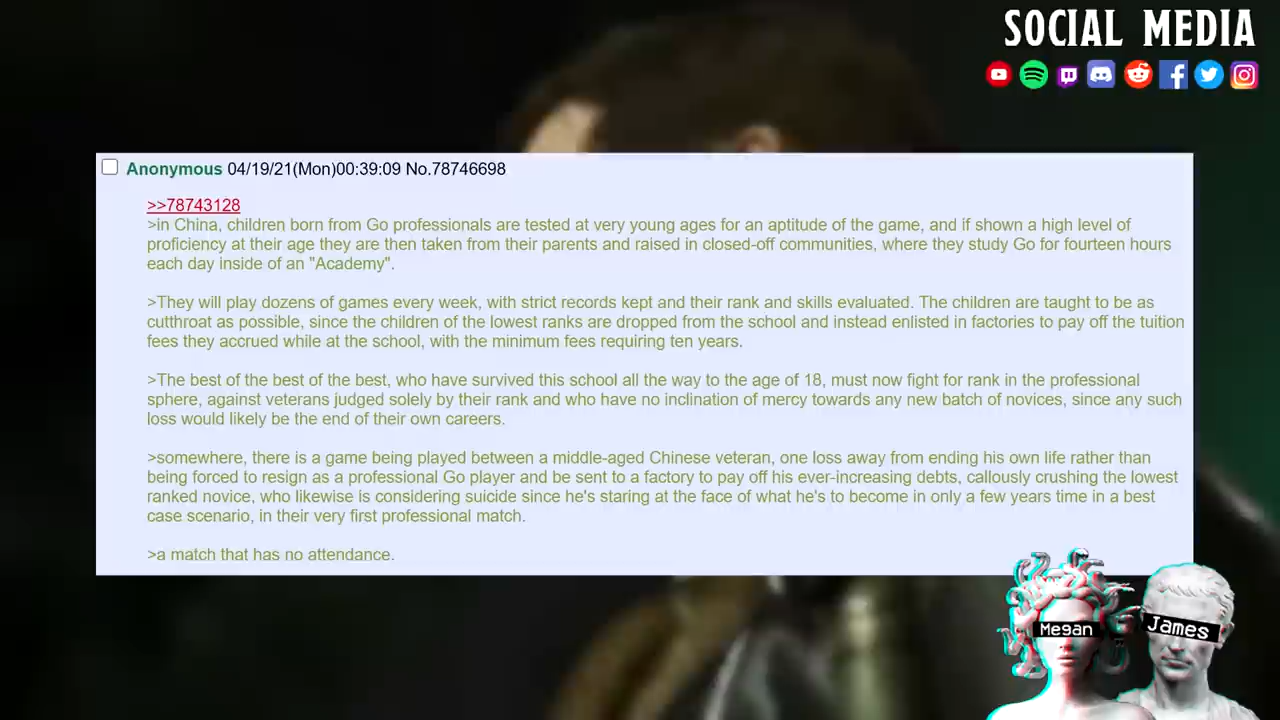 SOCIAL MEDIA
Anonymous 04/19/21(Mon)00:39:09 No.78746698
>>78743128
>in China, children born from Go professionals are tested at very young ages for an aptitude of the game, and if shown a high level of
proficiency at their age they are then taken from their parents and raised in closed-off communities, where they study Go for fourteen hours
each day inside of an "Academy".
>They will play dozens of games every week, with strict records kept and their rank and skills evaluated. The children are taught to be as
cutthroat as possible, since the children of the lowest ranks are dropped from the school and instead enlisted in factories to pay off the tuition
fees they accrued while at the school, with the minimum fees requiring ten years.
>The best of the best of the best, who have survived this school all the way to the age of 18, must now fight for rank in the professional
sphere, against veterans judged solely by their rank and who have no inclination of mercy towards any new batch of novices, since any such
loss would likely be the end of their own careers.
>somewhere, there is a game being played between a middle-aged Chinese veteran, one loss away from ending his own life rather than
being forced to resign as a professional Go player and be sent to a factory to pay off his ever-increasing debts, callously crushing the lowest
ranked novice, who likewise is considering suicide since he's staring at the face of what he's to become in only a few years time in a best
case scenario, in their very first professional match.
>a match that has no attendance.
Megan
James